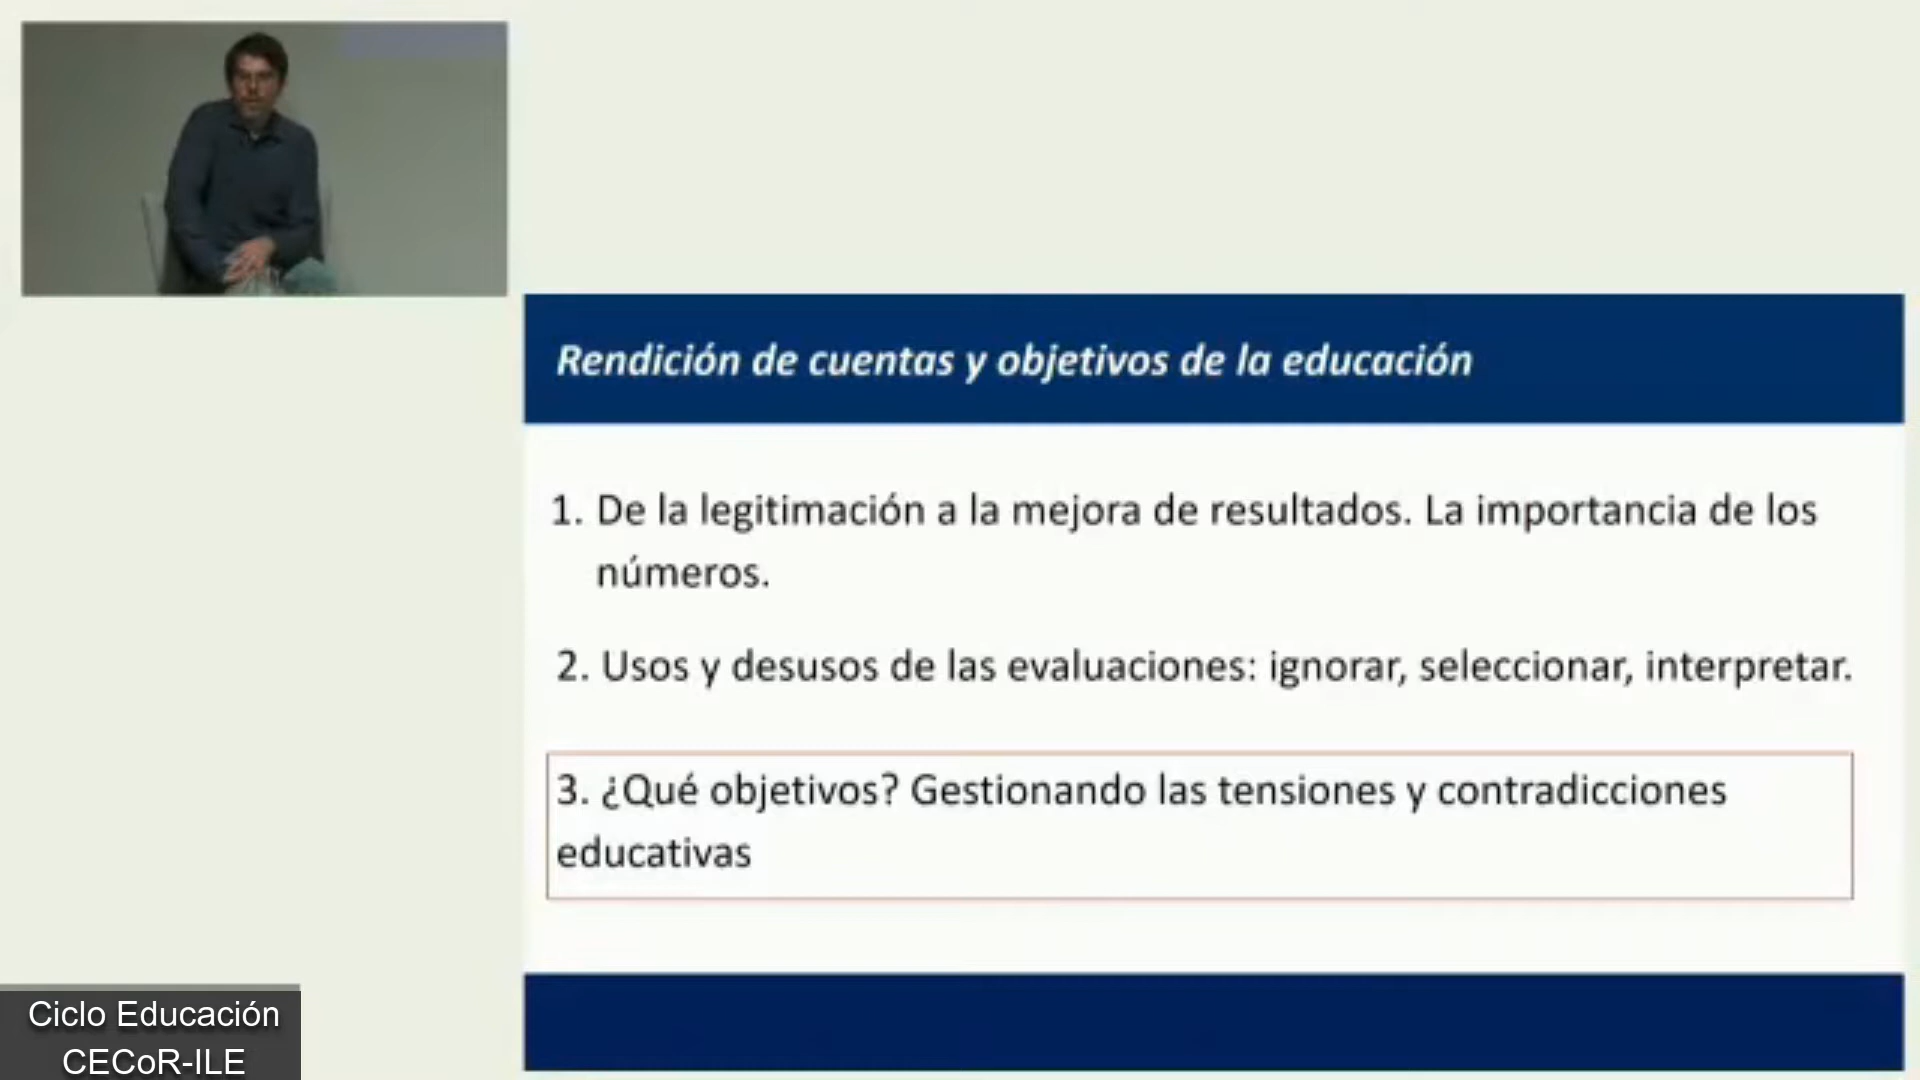 Rendición de cuentas y objetivos de la educación
1. De la legitimación a la mejora de resultados. La importancia de los
números.
2. Usos y desusos de las evaluaciones: ignorar, seleccionar, interpretar.
3. ¿Qué objetivos? Gestionando las tensiones y contradicciones
educativas
Ciclo Educación
CECoR-ILE